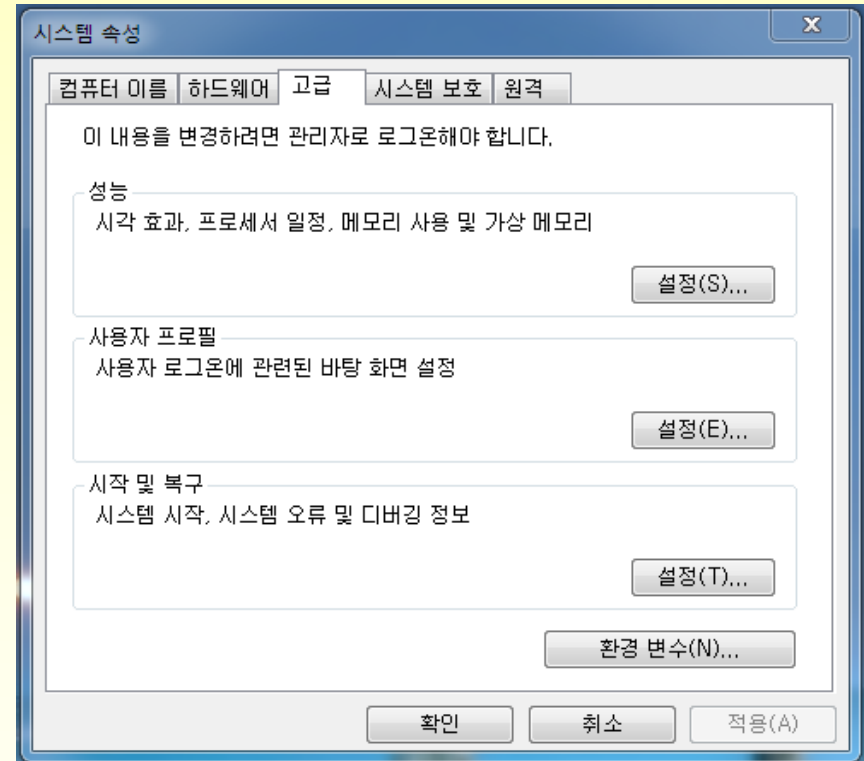 시스템 속성
컴퓨터 이름 하드웨어 고급 시스템 보호 원격
이 내용을 변경하려면 관리자로 로그온해야 합니다.
성능
시각 효과, 프로세서 일정, 메모리 사용 및 가상 메모리
설정(S)...
사용자 프로필
사용자 로그온에 관련된 바탕 화면 설정
설정(E)...
시작 및 복구
시스템 시작, 시스템 오류 및 디버깅 정보
설정(T)...
환경 변수(N)...
확인 취소 적용(A)